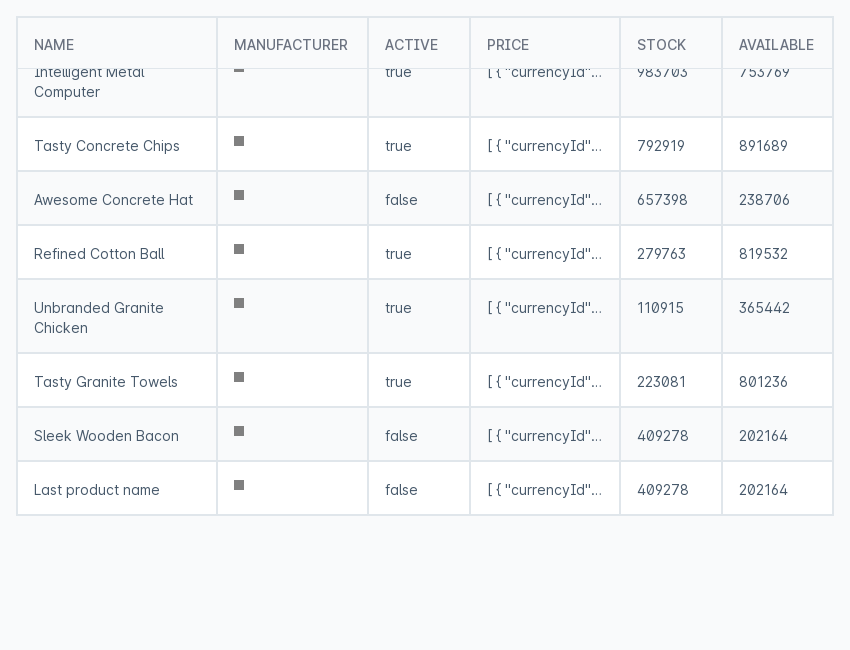 NAME MANUFACTURER ACTIVE PRICE STOCK AVAILABLE
Intelligent Metal true [ { "currencyId"... 983703 753769
Computer
Tasty Concrete Chips true [ { "currencyId"... 792919 891689
Awesome Concrete Hat false [ { "currencyId"... 657398 238706
Refined Cotton Ball true [ { "currencyId"... 279763 819532
Unbranded Granite true [ { "currencyId"... 110915 365442
Chicken
Tasty Granite Towels true [ { "currencyId"... 223081 801236
Sleek Wooden Bacon false [ { "currencyId"... 409278 202164
Last product name false [ { "currencyId"... 409278 202164